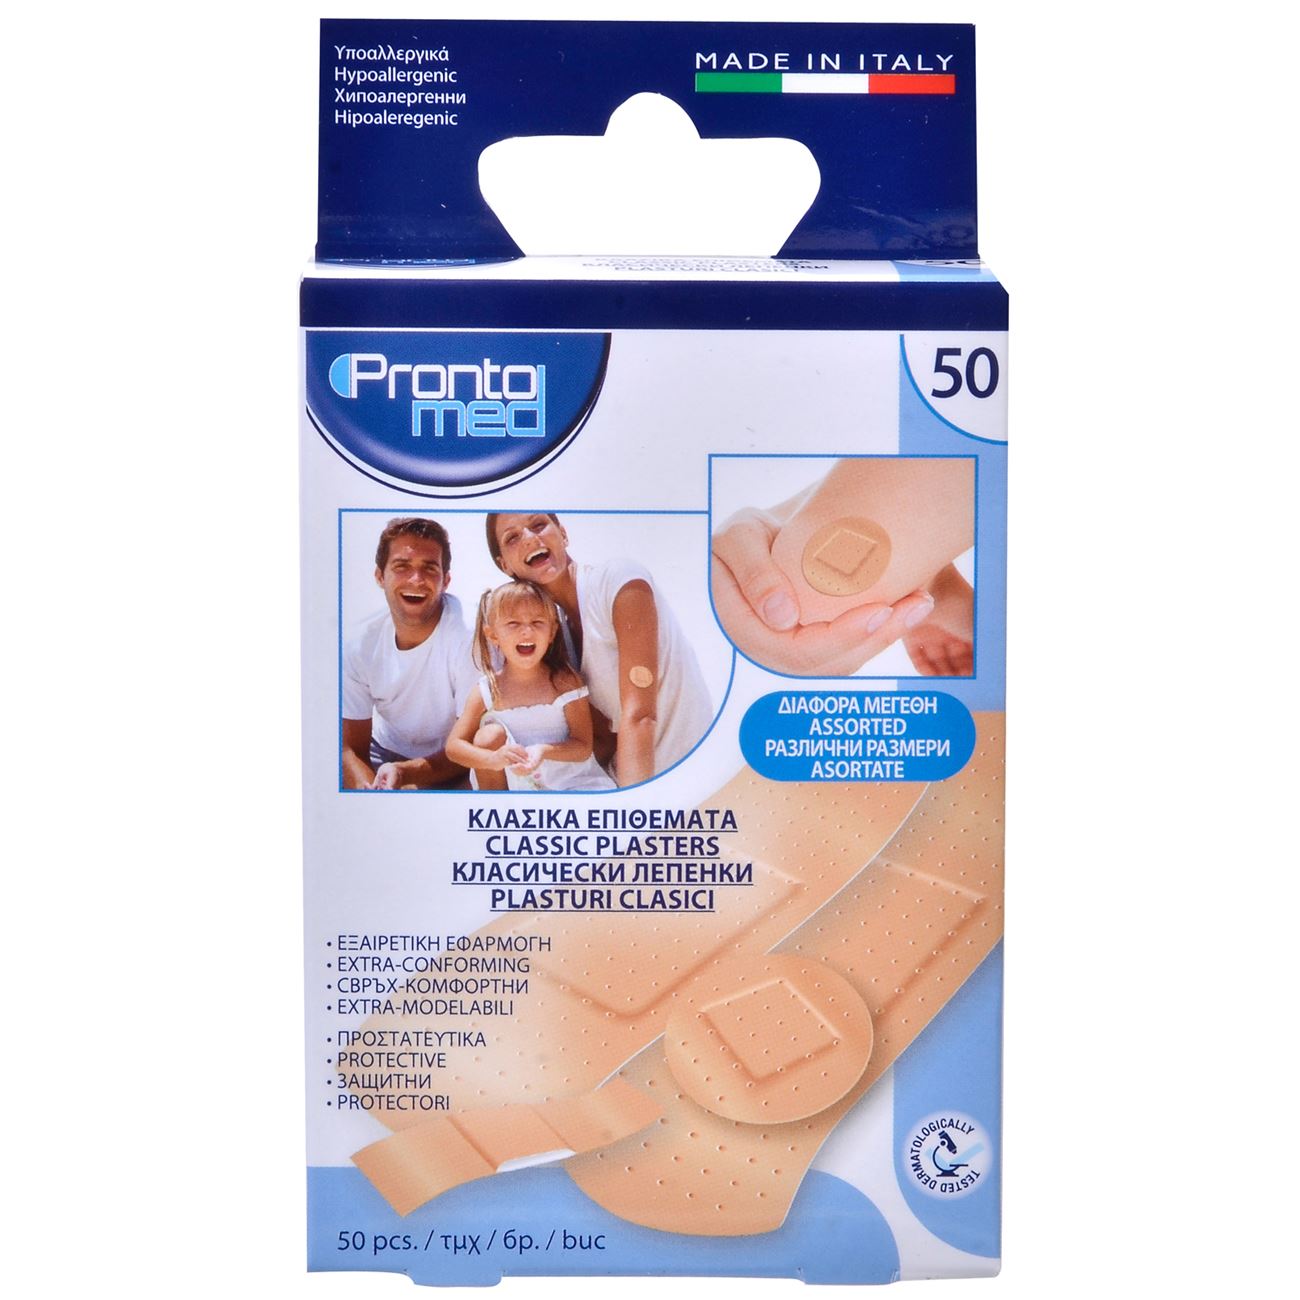 Υποαλλεργικά
Hypoallergenic
Хипоалергенни
Hipoaleregenic
MADE IN ITALY
PLASTURI CLASICI
Pronto
med
50
ΔΙΑΦΟΡΑ ΜΕΓΕΘΗ
ASSORTED
РАЗЛИЧНИ РАЗМЕРИ
ASORTATE
ΚΛΑΣΙΚΑ ΕΠΙΘΕΜΑΤΑ
CLASSIC PLASTERS
КЛАСИЧЕСКИ ЛЕПЕНКИ
PLASTURI CLASICI
• ΕΞΑΙΡΕΤΙΚΗ ΕΦΑΡΜΟΓΗ
• EXTRA-CONFORMING
• СВРЪХ-КОМФОРТНИ
• EXTRA-MODELABILI
• ΠΡΟΣΤΑΤΕΥΤΙΚΑ
• PROTECTIVE
• ЗАЩИТНИ
• PROTECTORI
DERMATOLOGICALLY
TESTED
50 pcs. / τμχ / бр. / buc